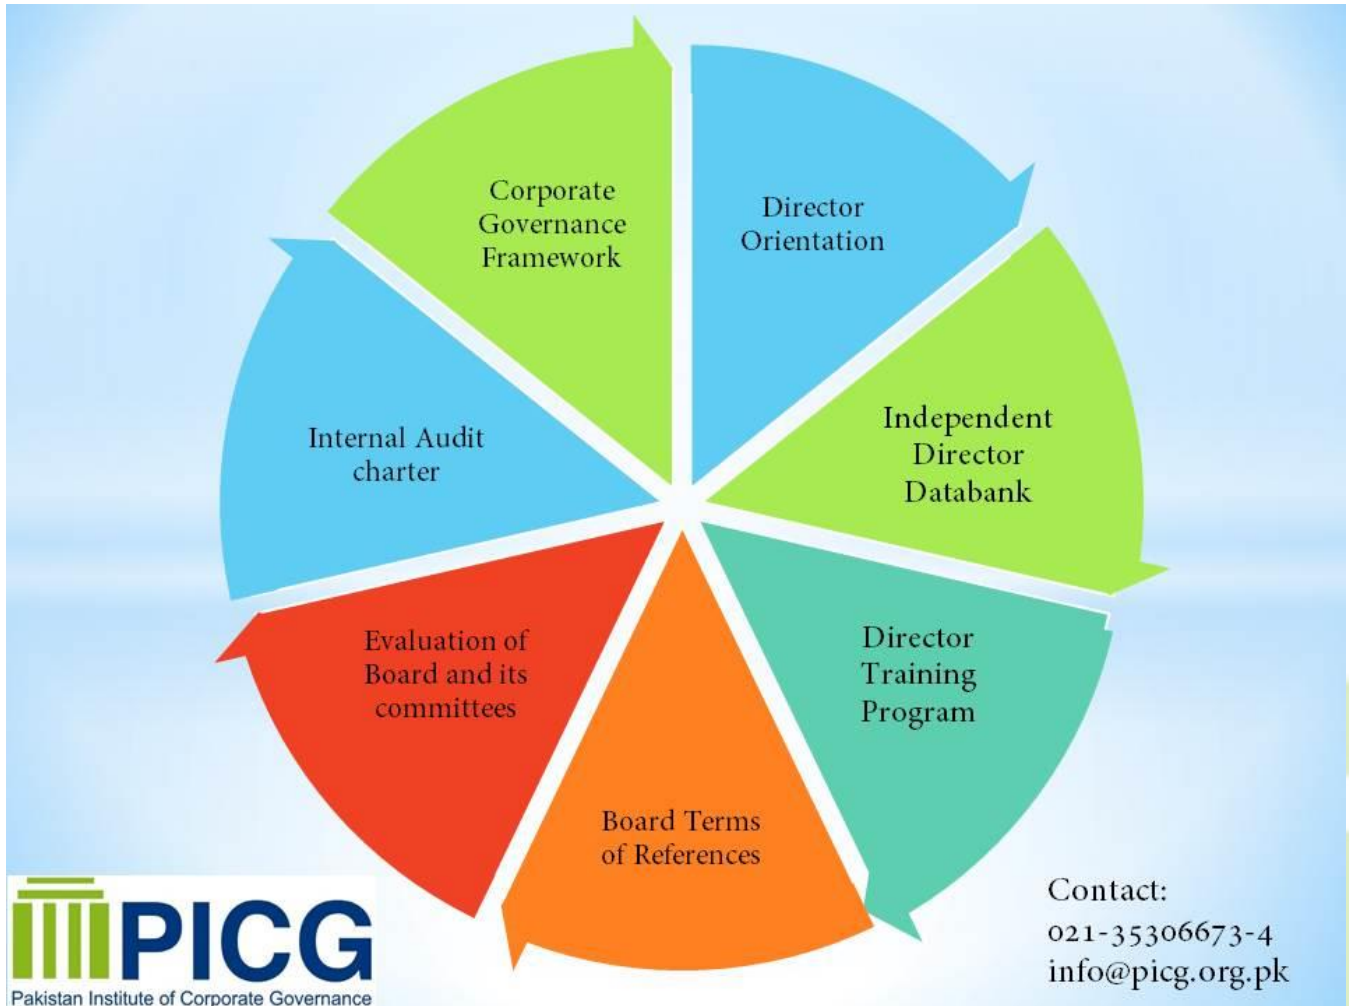 Corporate
Governance
Framework
Director
Orientation
Independent
Director
Databank
Director
Training
Program
Board Terms
of References
Evaluation of
Board and its
committees
Internal Audit
charter
PICG
Pakistan Institute of Corporate Governance
Contact:
021-35306673-4
info@picg.org.pk